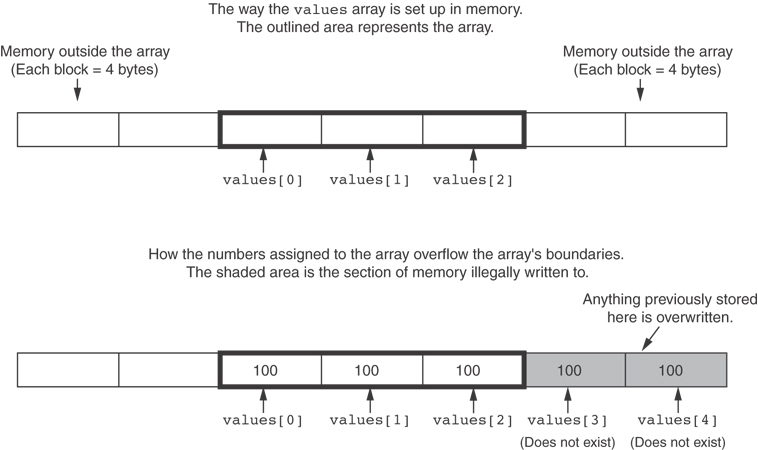 The way the values array is set up in memory.
The outlined area represents the array.
Memory outside the array
(Each block = 4 bytes)
Memory outside the array
(Each block = 4 bytes)
values[0]
values[1]
values[2]
How the numbers assigned to the array overflow the array's boundaries.
The shaded area is the section of memory illegally written to.
Anything previously stored
here is overwritten.
100
100
100
100
100
values[0]
values[1]
values[2]
values[3]
values[4]
(Does not exist)
(Does not exist)